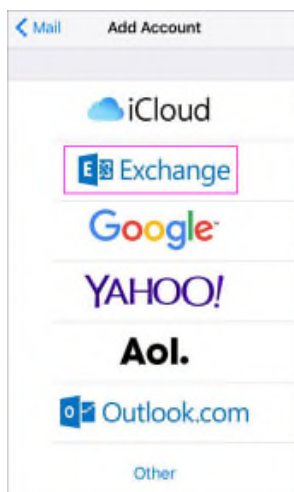 Mail Add Account
iCloud
E Exchange
Google
YAHOO!
Aol.
o Outlook.com
Other